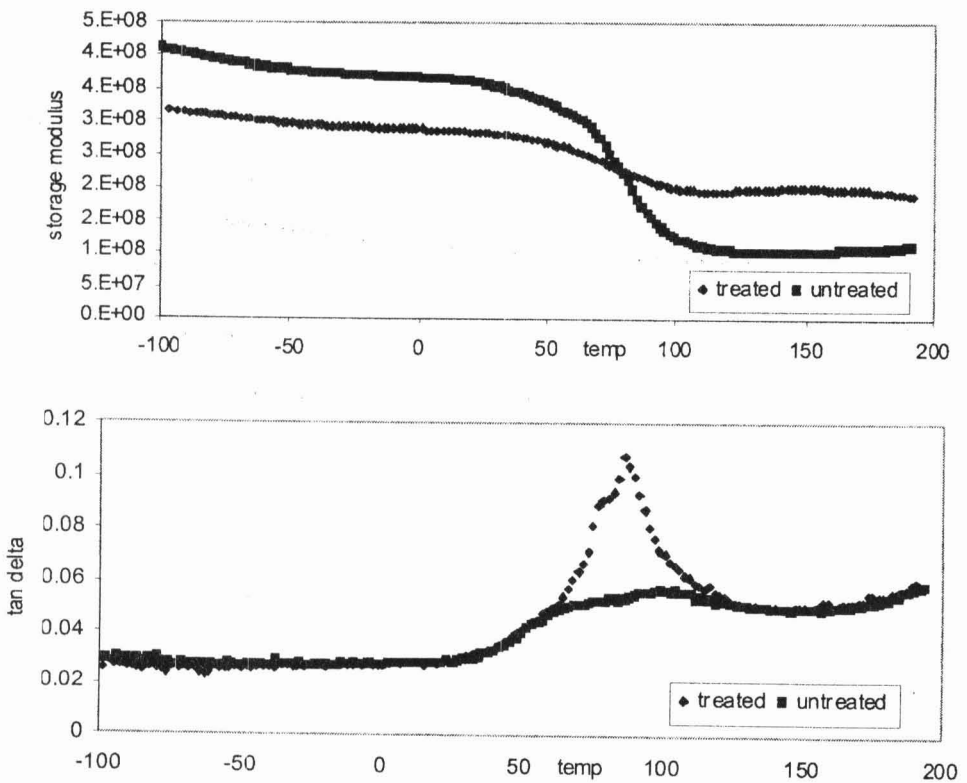 5.E+08
4.E+08
4.E+08
3.E+08
3.E+08
2.E+08
2.E+08
1.E+08
5.E+07
0.E+00
storage modulus
treated untreated
-100 -50 0 50 temp 100 150 200
0.12
0.1
0.08
0.06
0.04
0.02
0
tan delta
treated untreated
-100 -50 0 50 temp 100 150 200